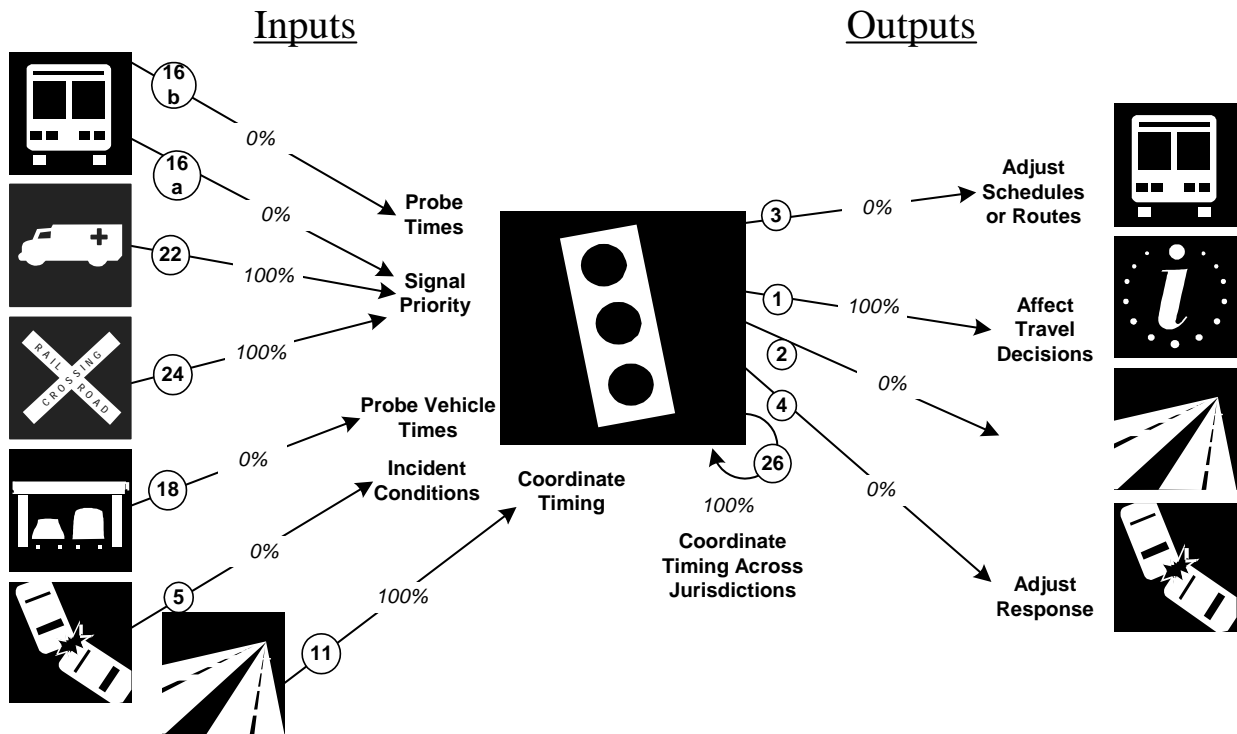 Inputs
Outputs
16
b
0%
16
a
0%
Probe
Times
22
100%
Signal
Priority
RAIL ROAD
CROSSING
24
100%
Probe Vehicle
Times
18
0%
Incident
Conditions
5
0%
11
100%
Coordinate
Timing
26
100%
Coordinate
Timing Across
Jurisdictions
3
0%
Adjust
Schedules
or Routes
1
100%
Affect
Travel
Decisions
i
2
0%
4
0%
Adjust
Response